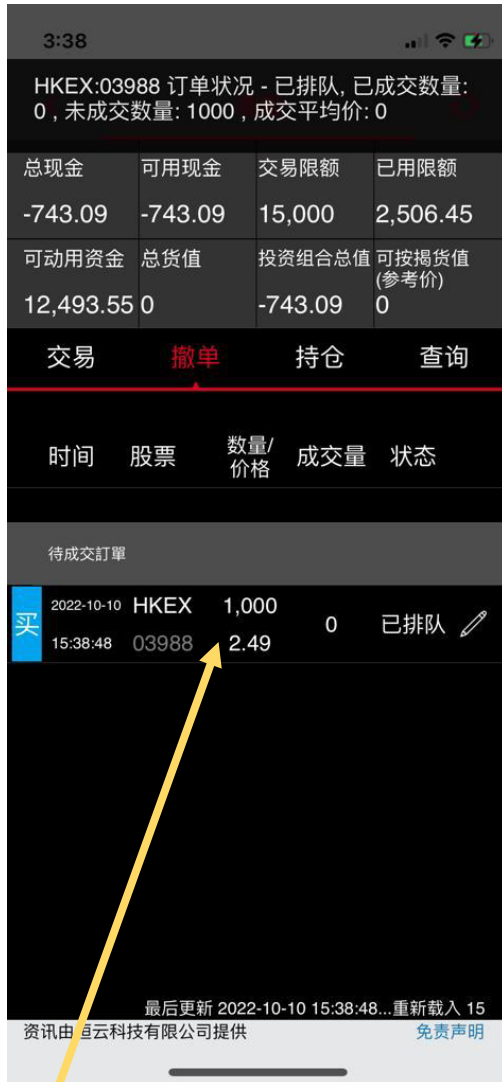 3:38
HKEX:03988 订单状况 - 已排队, 已成交数量:
0 , 未成交数量: 1000 , 成交平均价: 0
总现金 可用现金 交易限额 已用限额
-743.09 -743.09 15,000 2,506.45
可动用资金 总货值 投资组合总值 可按揭货值
(参考价)
12,493.55 0 -743.09 0
交易 撤单 持仓 查询
时间 股票 数量/ 成交量 状态
价格
待成交訂單
买 2022-10-10 HKEX 1,000 0 已排队
15:38:48 03988 2.49
最后更新 2022-10-10 15:38:48...重新载入 15
资讯由恒云科技有限公司提供 免责声明